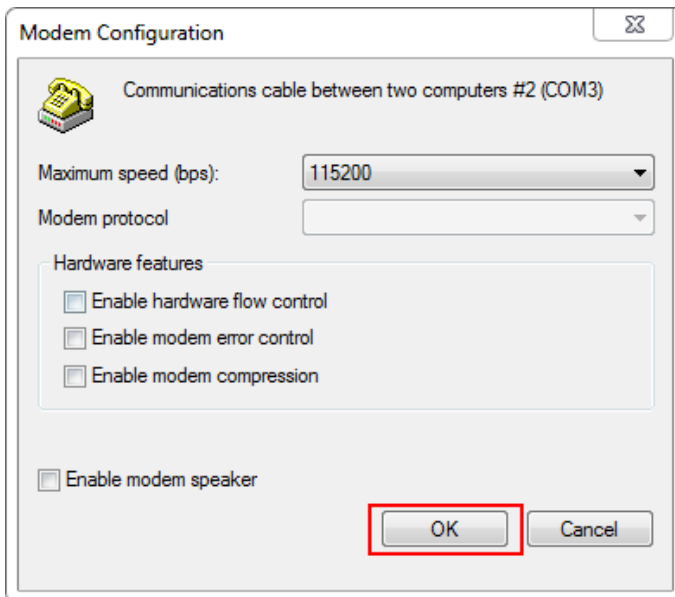 Modem Configuration
Communications cable between two computers #2 (COM3)
Maximum speed (bps): 115200
Modem protocol
Hardware features
Enable hardware flow control
Enable modem error control
Enable modem compression
Enable modem speaker
OK Cancel